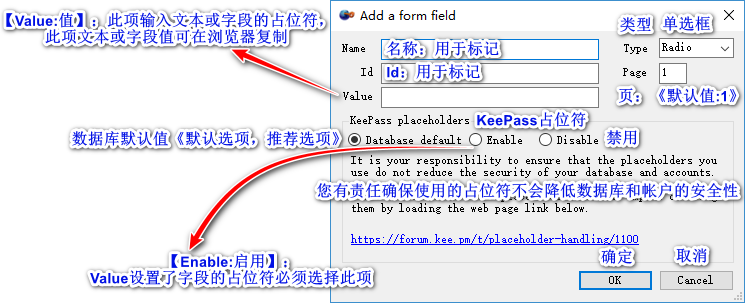 【Value:值】：此项输入文本或字段的占位符，
此项文本或字段值可在浏览器复制
Add a form field
类型 单选框
Name 名称：用于标记 Type Radio
Id Id：用于标记 Page 1
Value 页：《默认值:1》
KeePass placeholders KeePass占位符
数据库默认值《默认选项，推荐选项》 Database default Enable Disable 禁用
It is your responsibility to ensure that the placeholders you
use do not reduce the security of your database and accounts.
您有责任确保使用的占位符不会降低数据库和帐户的安全性
them by loading the web page link below.
https://forum.kee.pm/t/placeholder-handling/1100
【Enable:启用】：
Value设置了字段的占位符必须选择此项
确定 取消
OK Cancel